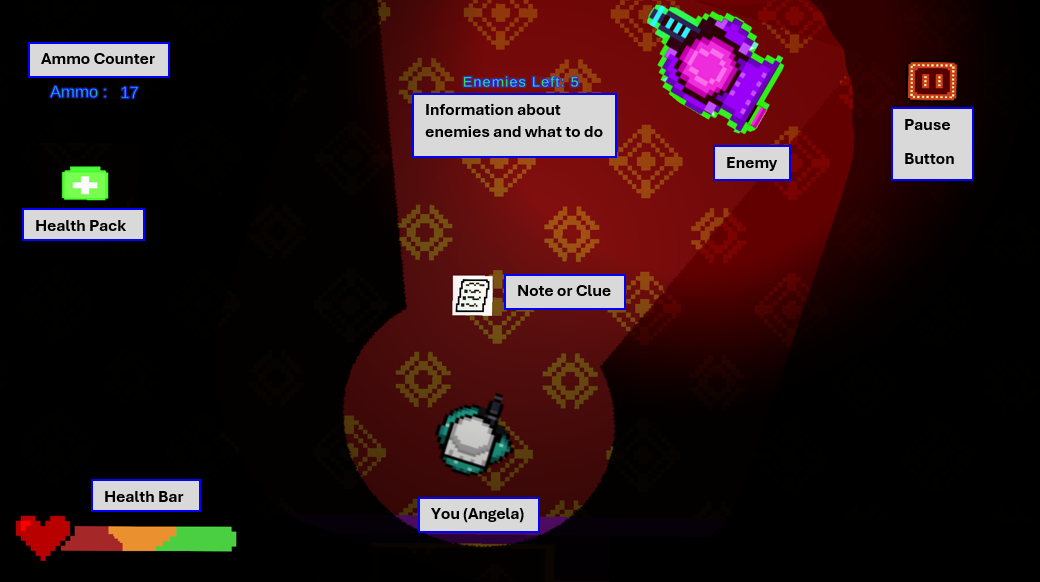 Ammo Counter
Ammo : 17
Enemies Left: 5
Information about
enemies and what to do
Pause
Button
Enemy
Health Pack
Note or Clue
Health Bar
You (Angela)